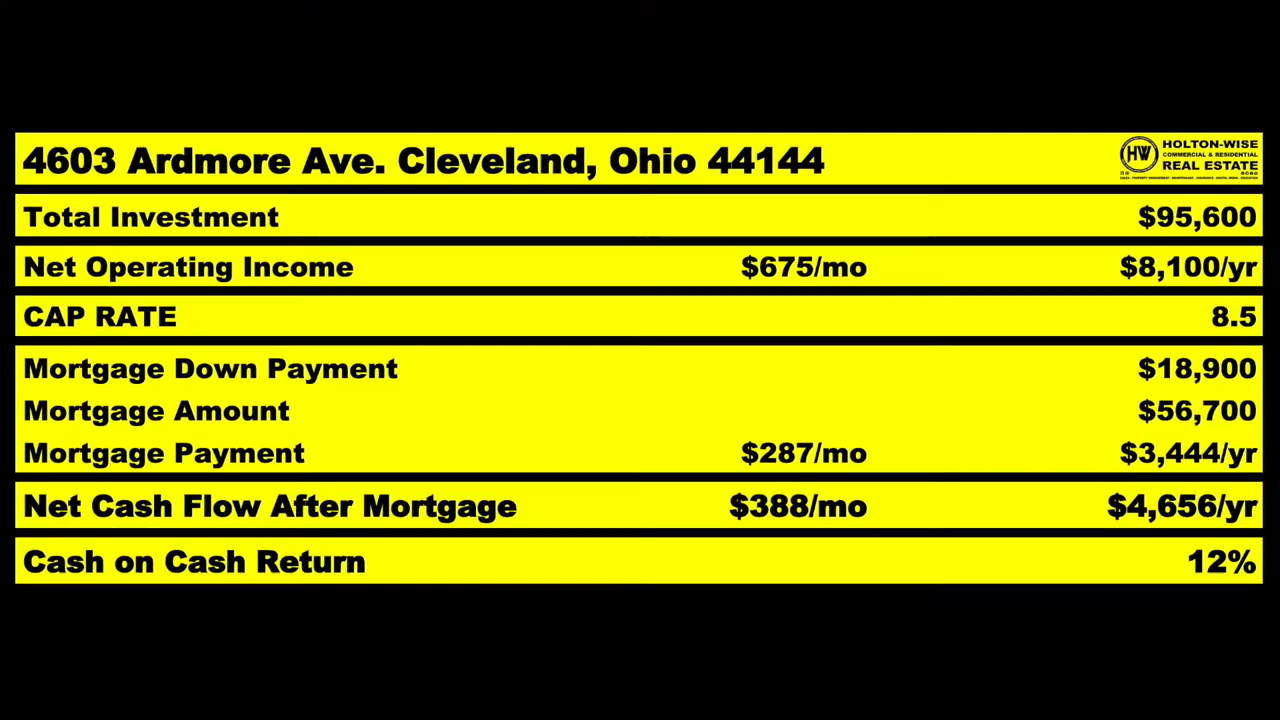 4603 Ardmore Ave. Cleveland, Ohio 44144
HW
HOLTON-WISE
COMMERCIAL & RESIDENTIAL
REAL ESTATE
Total Investment $95,600
Net Operating Income $675/mo $8,100/yr
CAP RATE 8.5
Mortgage Down Payment $18,900
Mortgage Amount $56,700
Mortgage Payment $287/mo $3,444/yr
Net Cash Flow After Mortgage $388/mo $4,656/yr
Cash on Cash Return 12%